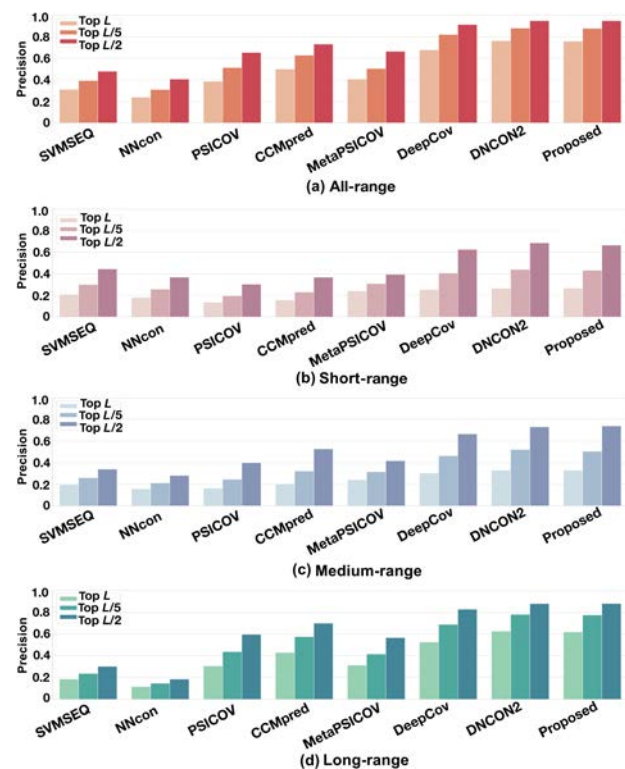 Top L
Top L/5
Top L/2
Precision
1.0
0.8
0.6
0.4
0.2
0
SVMSEQ
NNcon
PSICOV
CCMpred
MetaPSICOV
DeepCov
DNCON2
Proposed
(a) All-range
Top L
Top L/5
Top L/2
Precision
1.0
0.8
0.6
0.4
0.2
0
SVMSEQ
NNcon
PSICOV
CCMpred
MetaPSICOV
DeepCov
DNCON2
Proposed
(b) Short-range
Top L
Top L/5
Top L/2
Precision
1.0
0.8
0.6
0.4
0.2
0
SVMSEQ
NNcon
PSICOV
CCMpred
MetaPSICOV
DeepCov
DNCON2
Proposed
(c) Medium-range
Top L
Top L/5
Top L/2
Precision
1.0
0.8
0.6
0.4
0.2
0
SVMSEQ
NNcon
PSICOV
CCMpred
MetaPSICOV
DeepCov
DNCON2
Proposed
(d) Long-range